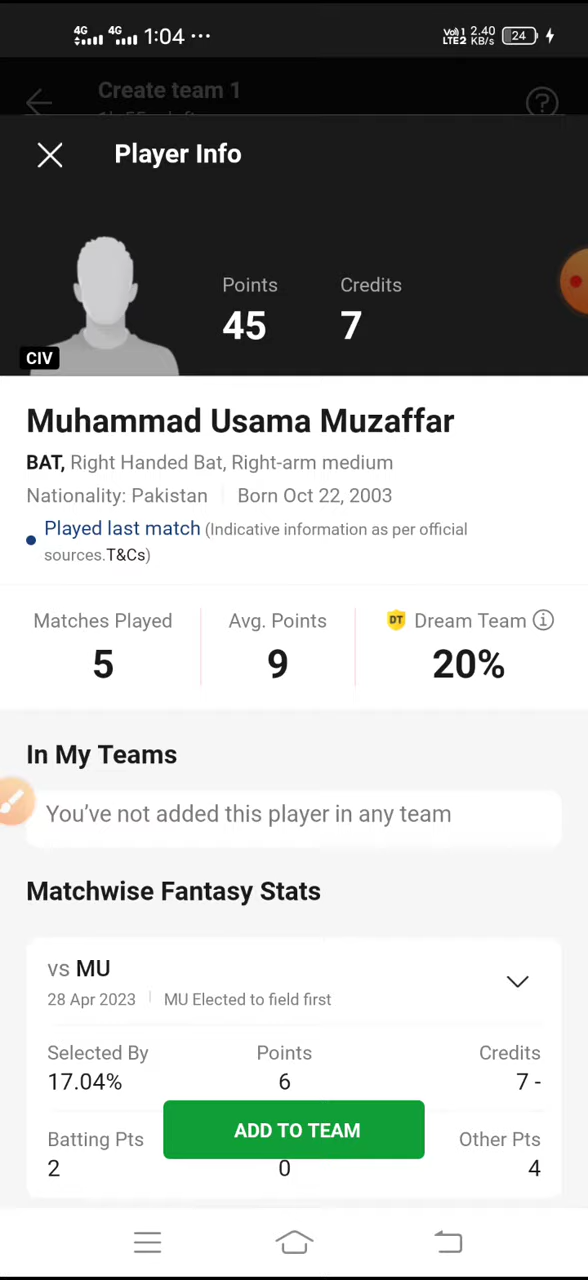 4G 4G 1:04 ··· Vo) 1 LTE2 2.40 KB/s 24
Create team 1
Player Info
Points Credits
45 7
CIV
Muhammad Usama Muzaffar
BAT, Right Handed Bat, Right-arm medium
Nationality: Pakistan Born Oct 22, 2003
Played last match (Indicative information as per official
sources.T&Cs)
Matches Played Avg. Points DT Dream Team i
5 9 20%
In My Teams
You’ve not added this player in any team
Matchwise Fantasy Stats
vs MU
28 Apr 2023 MU Elected to field first
Selected By Points Credits
17.04% 6 7 -
Batting Pts ADD TO TEAM Other Pts
2 0 4